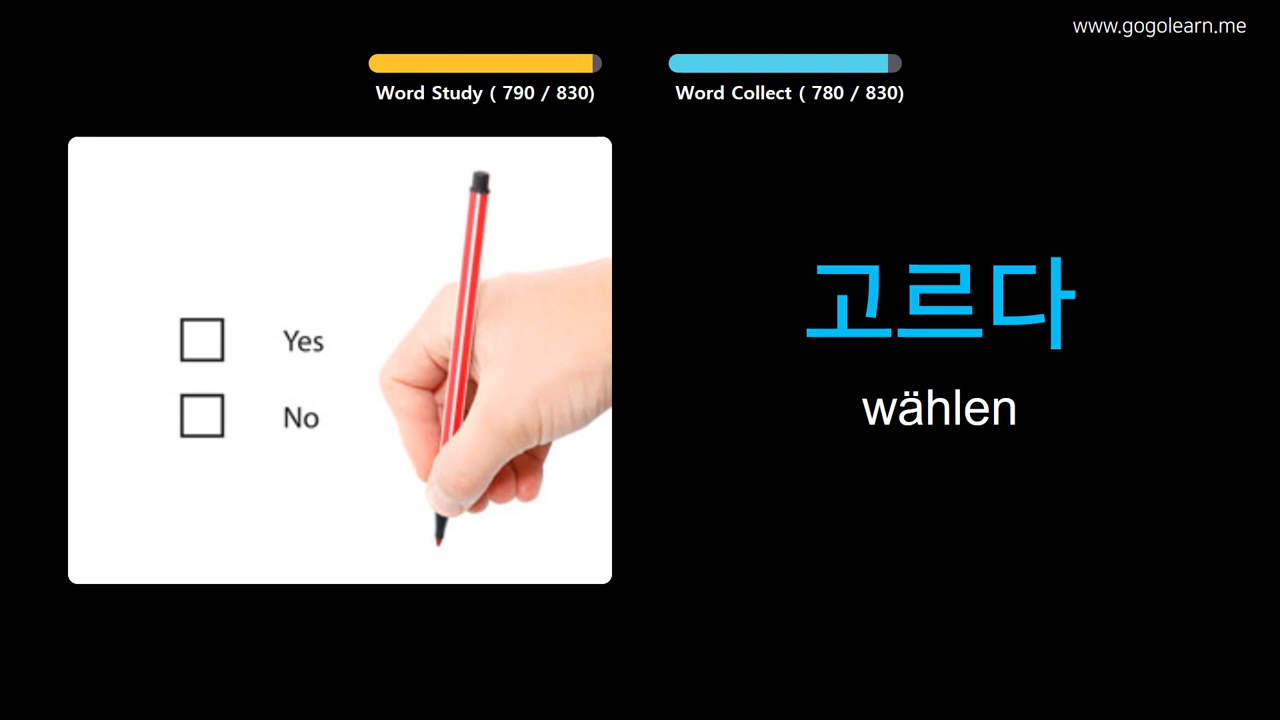 www.gogolearn.me
Word Study ( 790 / 830)
Word Collect ( 780 / 830)
Yes
No
고르다
wählen